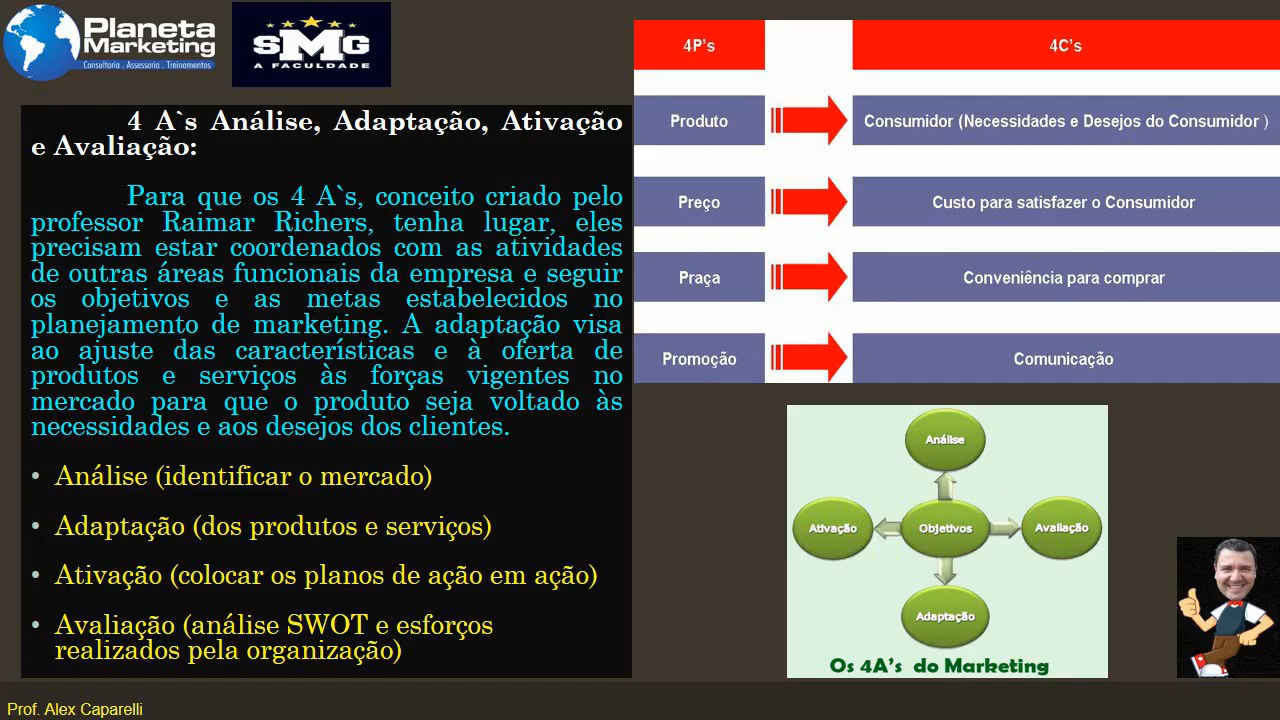 Planeta
Marketing
Consultoria . Assessoria . Treinamentos
SMG
A FACULDADE
4 A`s Análise, Adaptação, Ativação
e Avaliação:
Para que os 4 A`s, conceito criado pelo
professor Raimar Richers, tenha lugar, eles
precisam estar coordenados com as atividades
de outras áreas funcionais da empresa e seguir
os objetivos e as metas estabelecidos no
planejamento de marketing. A adaptação visa
ao ajuste das características e à oferta de
produtos e serviços às forças vigentes no
mercado para que o produto seja voltado às
necessidades e aos desejos dos clientes.
• Análise (identificar o mercado)
• Adaptação (dos produtos e serviços)
• Ativação (colocar os planos de ação em ação)
• Avaliação (análise SWOT e esforços
realizados pela organização)
4P's 4C's
Produto Consumidor (Necessidades e Desejos do Consumidor )
Preço Custo para satisfazer o Consumidor
Praça Conveniência para comprar
Promoção Comunicação
Análise
Ativação Objetivos Avaliação
Adaptação
Os 4A's do Marketing
Prof. Alex Caparelli